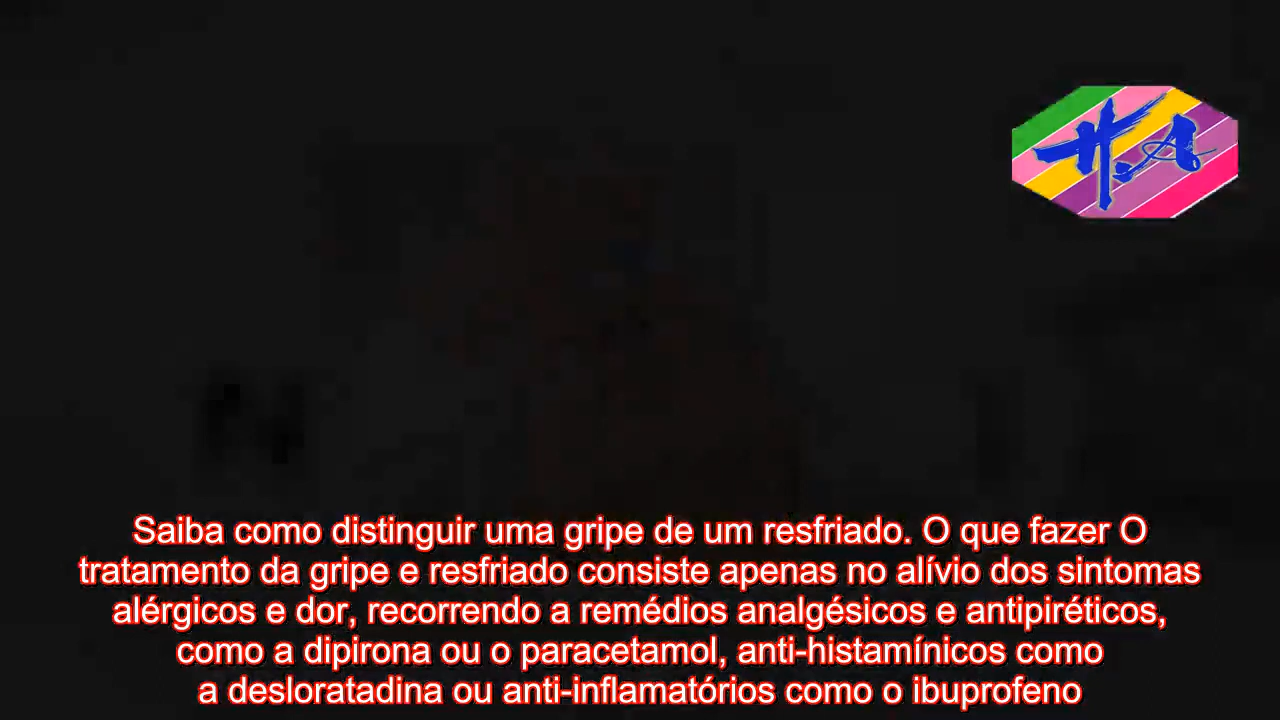 H.A
Saiba como distinguir uma gripe de um resfriado. O que fazer O
tratamento da gripe e resfriado consiste apenas no alívio dos sintomas
alérgicos e dor, recorrendo a remédios analgésicos e antipiréticos,
como a dipirona ou o paracetamol, anti-histamínicos como
a desloratadina ou anti-inflamatórios como o ibuprofeno